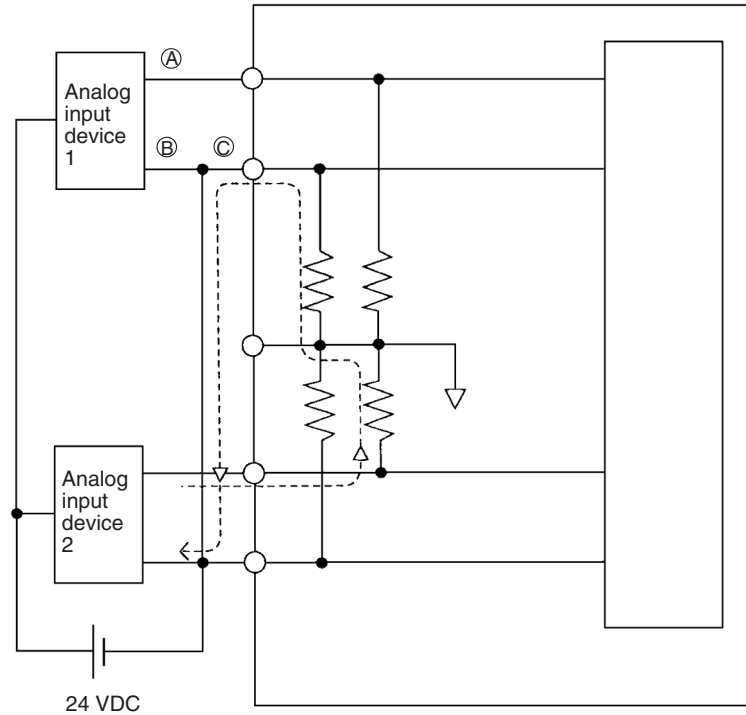 Ⓐ
Analog
input
device
1
Ⓑ Ⓒ
Analog
input
device
2
24 VDC